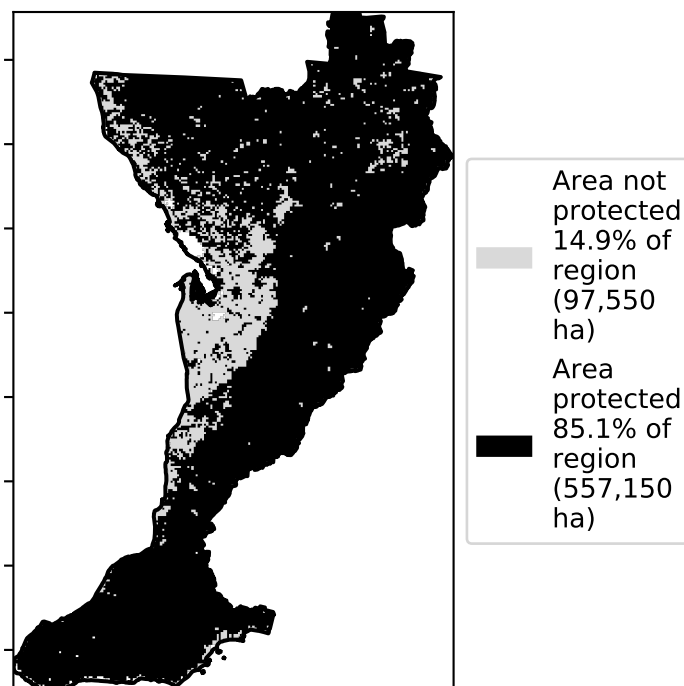 Area not
protected
14.9% of
region
(97,550
ha)
Area
protected
85.1% of
region
(557,150
ha)